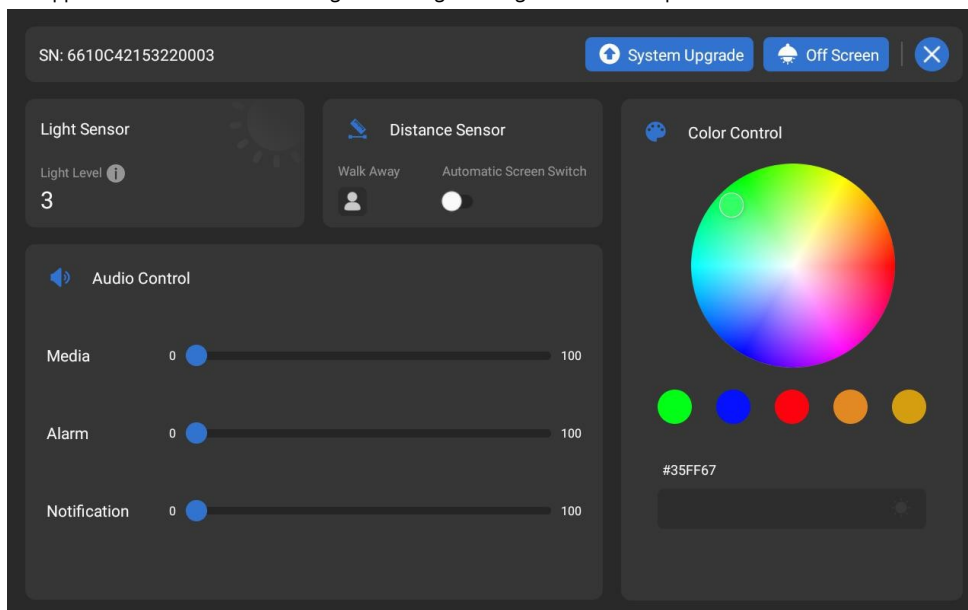 SN: 6610C42153220003
System Upgrade
Off Screen
Light Sensor
Light Level
3
Distance Sensor
Walk Away
Automatic Screen Switch
Color Control
Audio Control
Media 0 100
Alarm 0 100
Notification 0 100
#35FF67